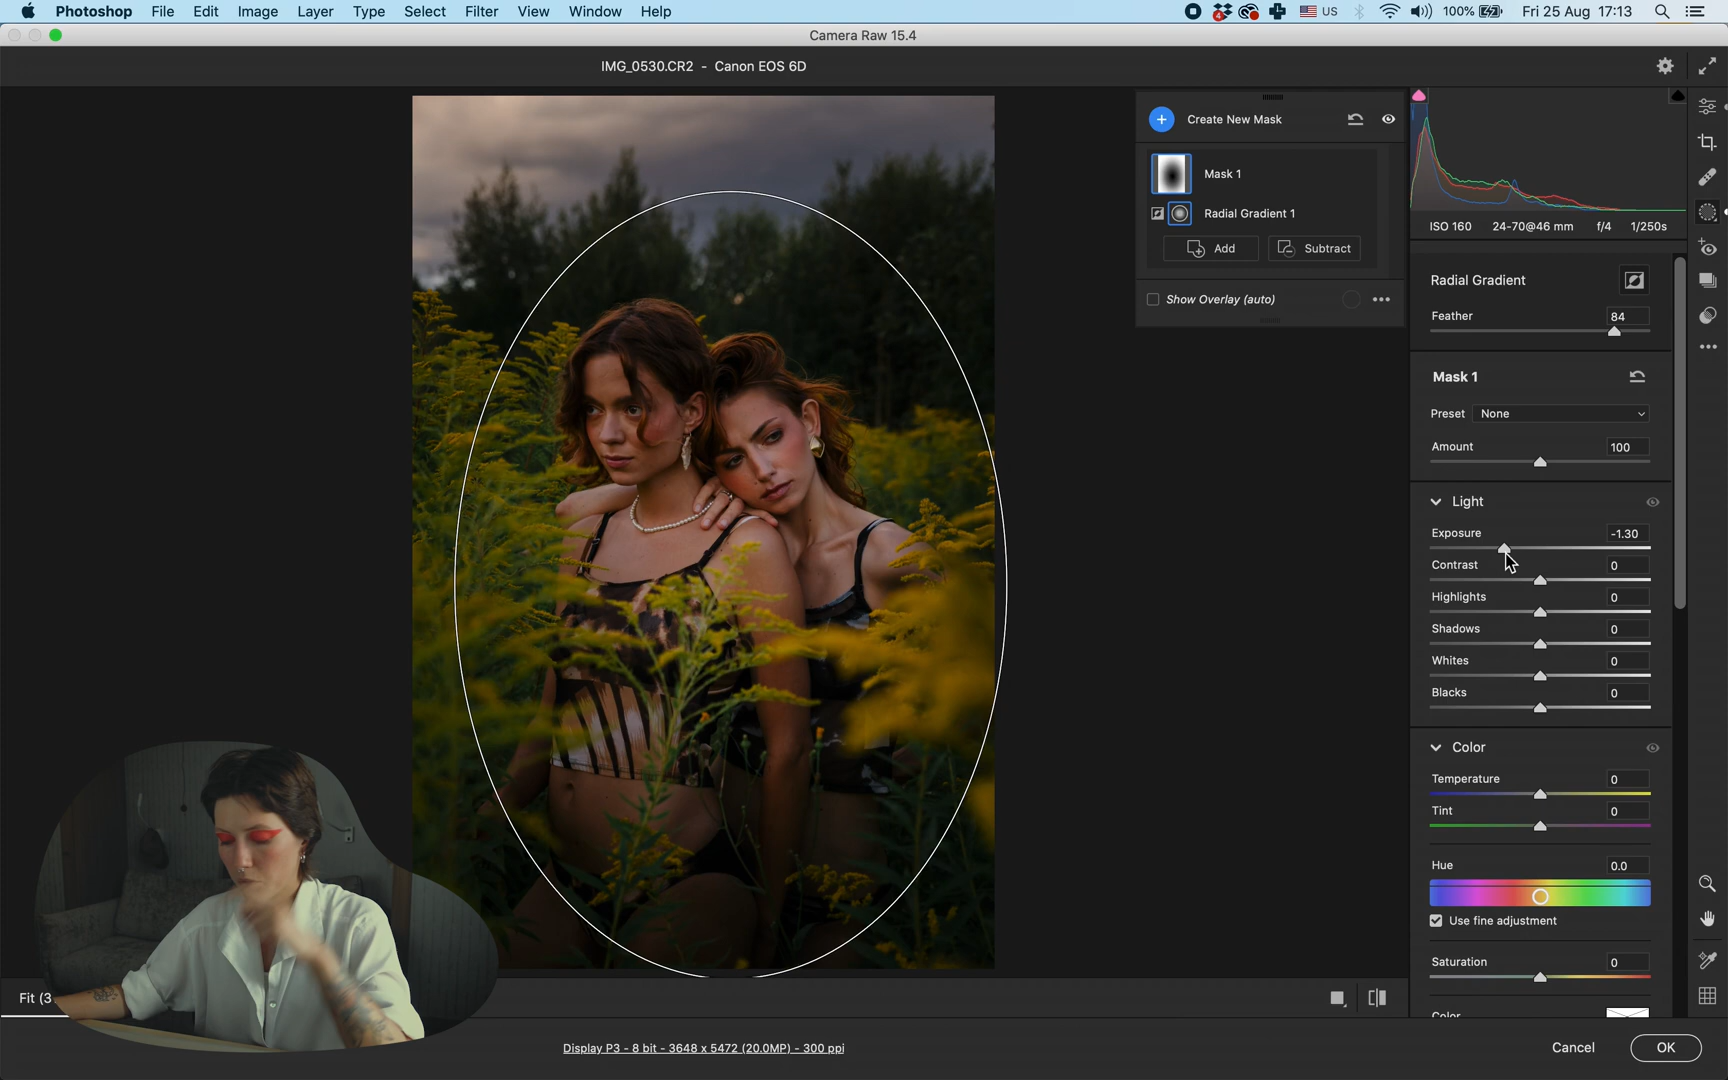 Photoshop File Edit Image Layer Type Select Filter View Window Help
4 US 100% Fri 25 Aug 17:13
Camera Raw 15.4
IMG_0530.CR2 - Canon EOS 6D
Create New Mask
Mask 1
Radial Gradient 1
Add Subtract
Show Overlay (auto)
ISO 160 24-70@46 mm f/4 1/250s
Radial Gradient
Feather 84
Mask 1
Preset None
Amount 100
Light
Exposure -1.30
Contrast 0
Highlights 0
Shadows 0
Whites 0
Blacks 0
Color
Temperature 0
Tint 0
Hue 0.0
Use fine adjustment
Saturation 0
Color
Fit (3
Display P3 - 8 bit - 3648 x 5472 (20.0MP) - 300 ppi
Cancel OK